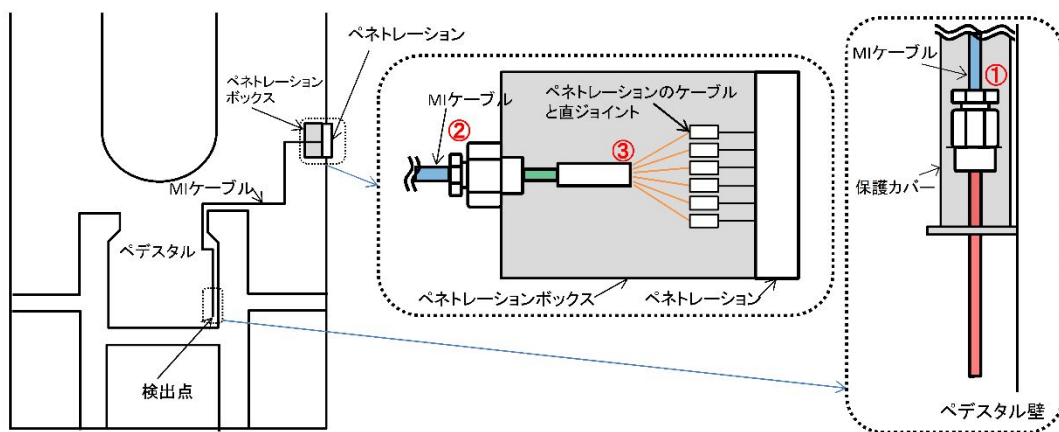 ペネトレーション
ペネトレーション
ボックス
MIケーブル
ペデスタル
検出点
MIケーブル
②
ペネトレーションのケーブル
と直ジョイント
③
ペネトレーションボックス
ペネトレーション
MIケーブル
①
保護カバー
ペデスタル壁